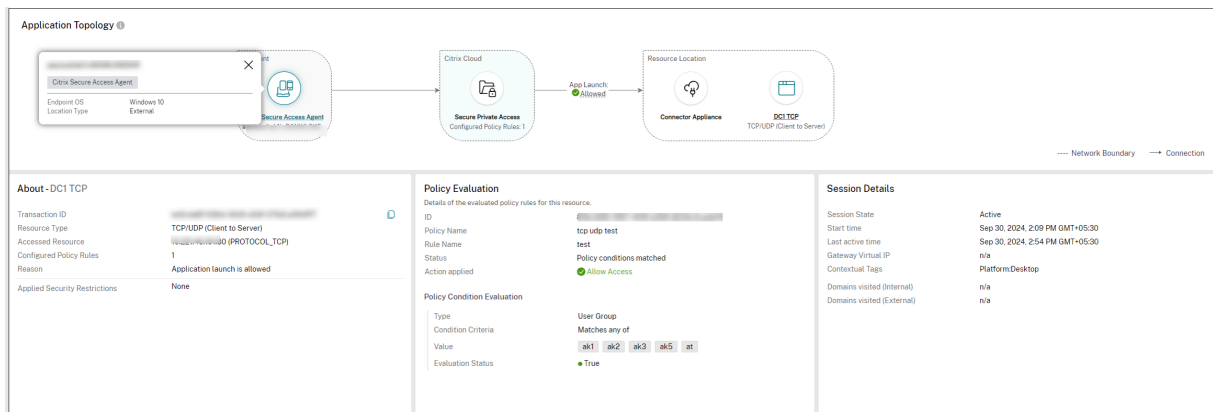 Application Topology
Citrix Secure Access Agent
Endpoint OS Windows 10
Location Type External
Secure Access Agent
Citrix Cloud
Secure Private Access
Configured Policy Rules: 1
App Launch:
Allowed
Resource Location
Connector Appliance
DC1 TCP
TCP/UDP (Client to Server)
---- Network Boundary → Connection
About - DC1 TCP
Transaction ID
Resource Type TCP/UDP (Client to Server)
Accessed Resource (PROTOCOL_TCP)
Configured Policy Rules 1
Reason Application launch is allowed
Applied Security Restrictions None
Policy Evaluation
Details of the evaluated policy rules for this resource.
ID
Policy Name tcp udp test
Rule Name test
Status Policy conditions matched
Action applied Allow Access
Policy Condition Evaluation
Type User Group
Condition Criteria Matches any of
Value ak1 ak2 ak3 ak5 at
Evaluation Status True
Session Details
Session State Active
Start time Sep 30, 2024, 2:09 PM GMT+05:30
Last active time Sep 30, 2024, 2:54 PM GMT+05:30
Gateway Virtual IP n/a
Contextual Tags Platform:Desktop
Domains visited (Internal) n/a
Domains visited (External) n/a